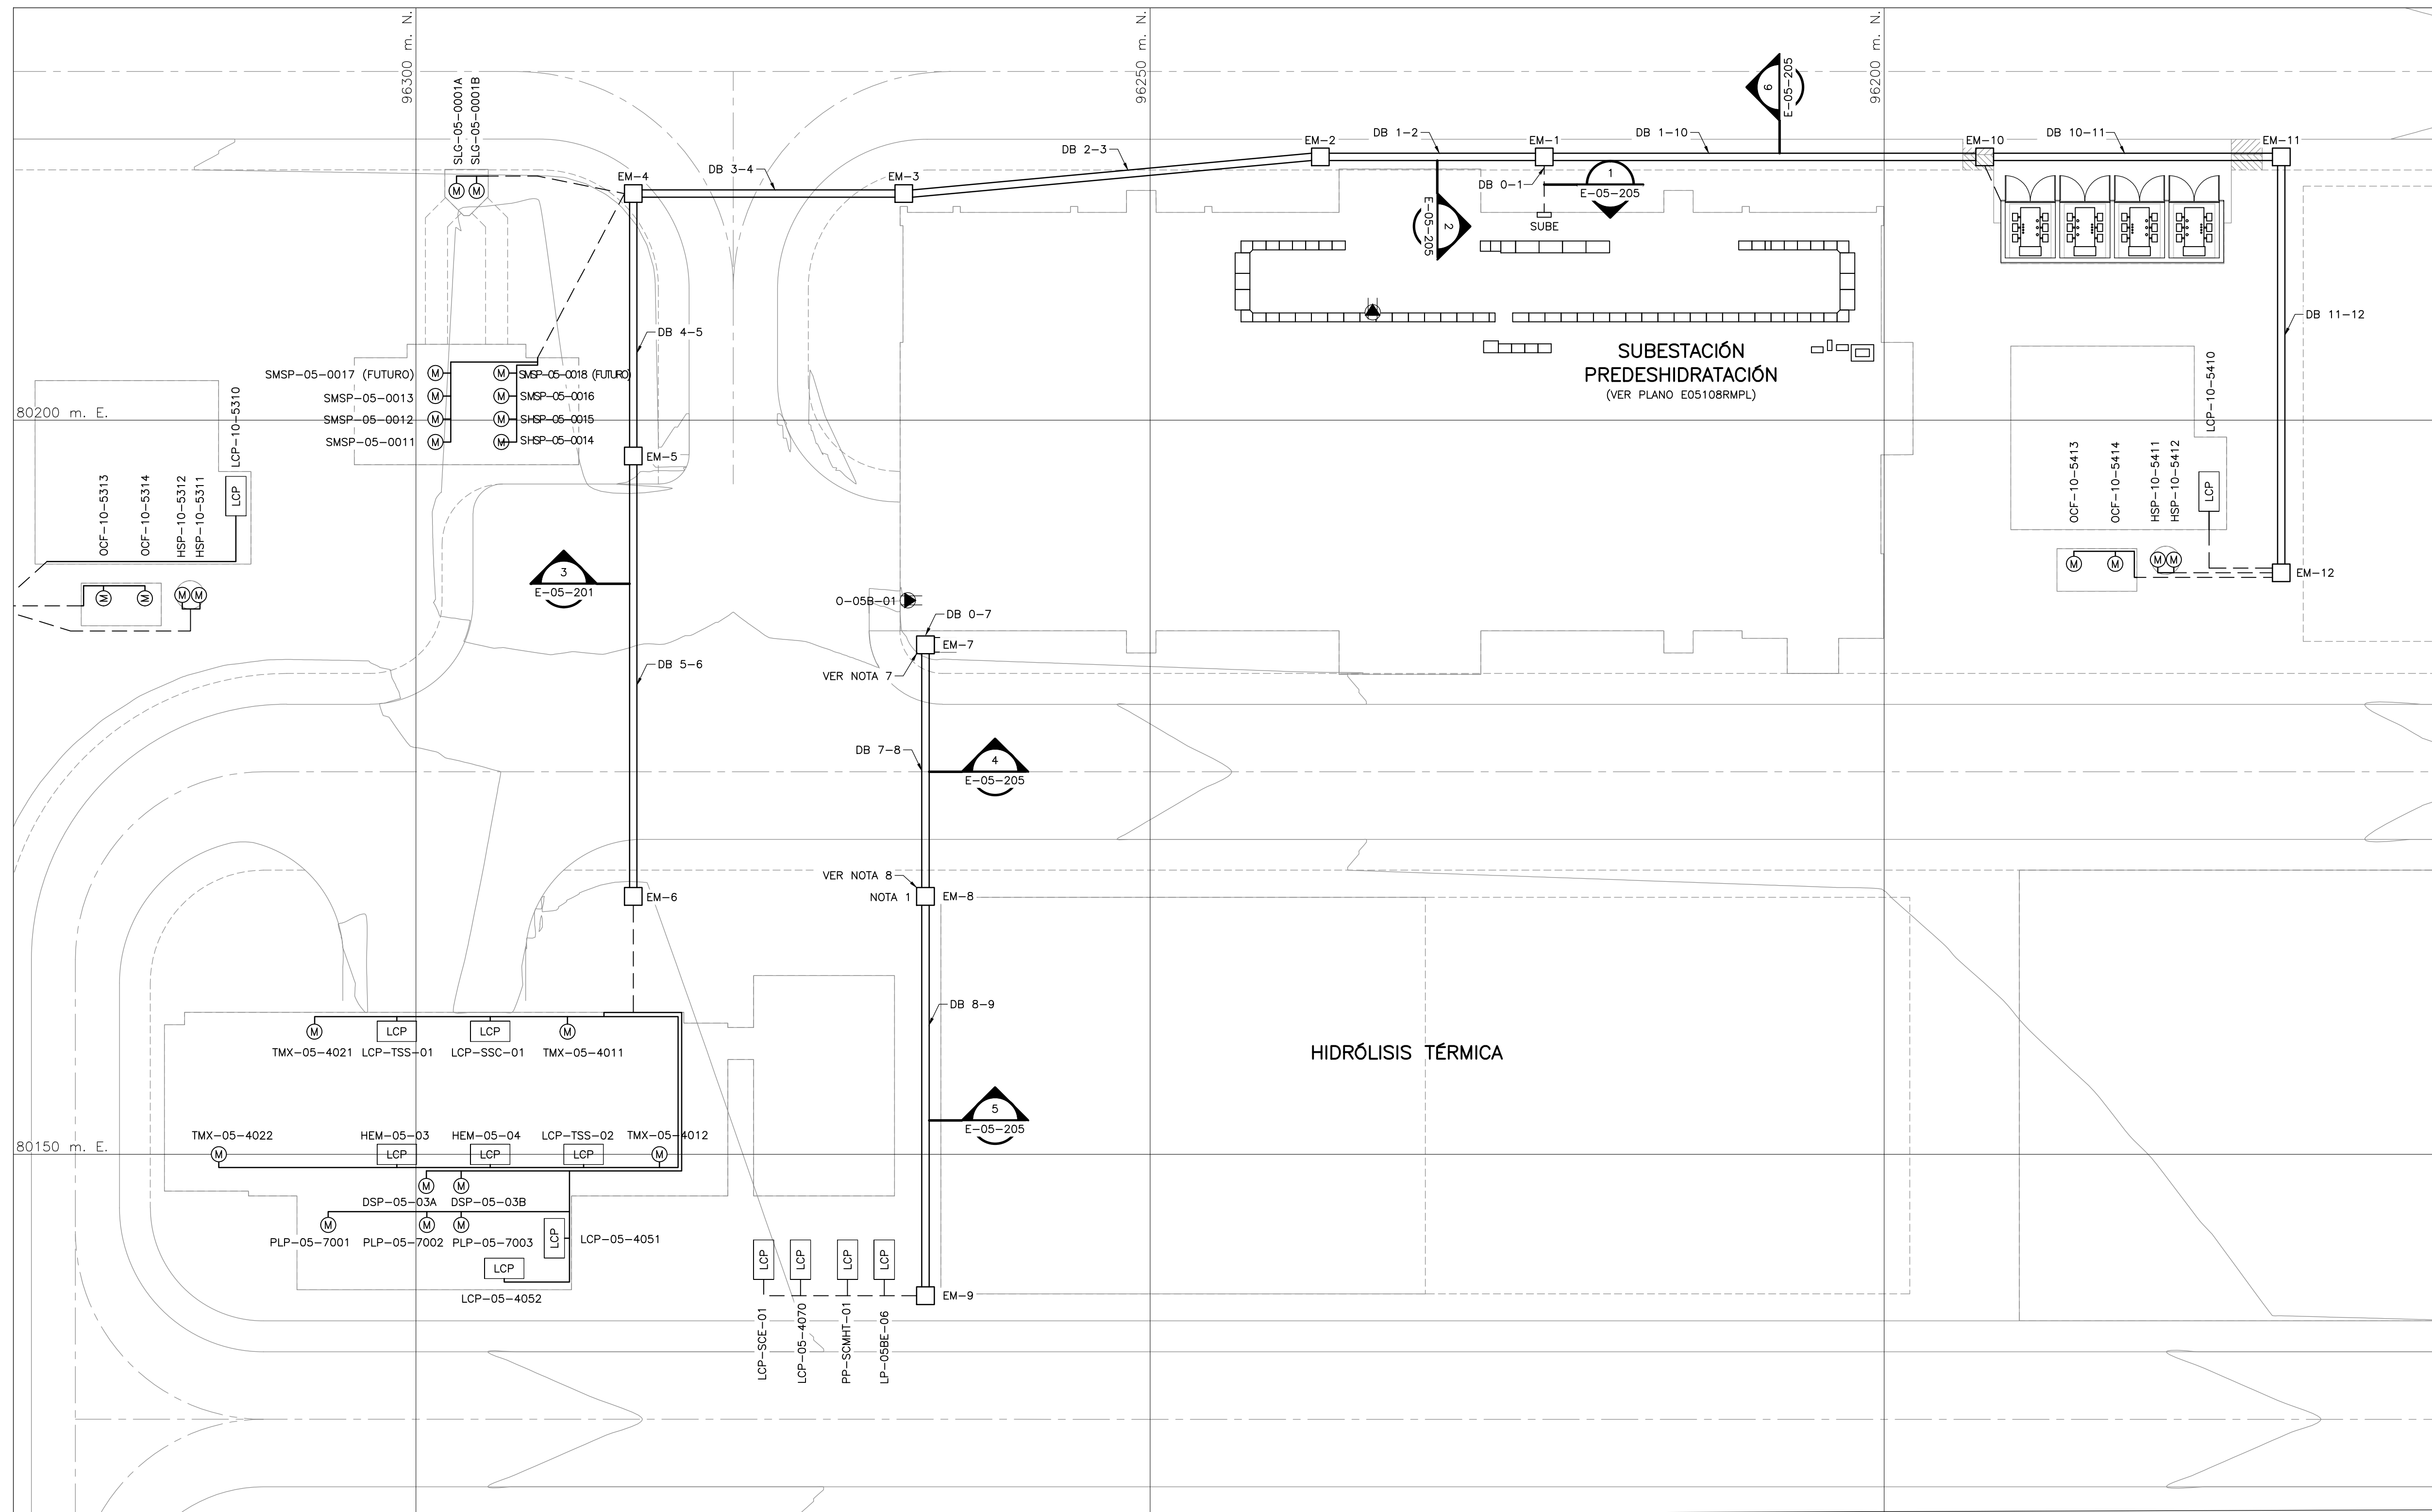 96300 m. N.
96250 m. N.
96200 m. N.
SLG-05-0001A
SLG-05-0001B
M M
6
E-05-205
EM-4
DB 3-4
EM-3
DB 2-3
EM-2
DB 1-2
EM-1
DB 1-10
EM-10
DB 10-11
EM-11
DB 0-1
1
E-05-205
SUBE
2
E-05-205
DB 4-5
DB 11-12
SUBESTACIÓN
PREDESHIDRATACIÓN
(VER PLANO E05108RMPL)
SMSP-05-0017 (FUTURO) M M SMSP-05-0018 (FUTURO)
SMSP-05-0013 M M SMSP-05-0016
SMSP-05-0012 M M SHSP-05-0015
SMSP-05-0011 M M SHSP-05-0014
80200 m. E.
EM-5
OCF-10-5313
OCF-10-5314
HSP-10-5312
HSP-10-5311
LCP-10-5310
LCP
M M M M
OCF-10-5413
OCF-10-5414
HSP-10-5411
HSP-10-5412
LCP-10-5410
LCP
M M M M
EM-12
3
E-05-201
O-05B-01
DB 0-7
EM-7
VER NOTA 7
DB 5-6
DB 7-8
4
E-05-205
VER NOTA 8
NOTA 1
EM-8
EM-6
DB 8-9
HIDRÓLISIS TÉRMICA
M LCP LCP M
TMX-05-4021 LCP-TSS-01 LCP-SSC-01 TMX-05-4011
5
E-05-205
TMX-05-4022 HEM-05-03 HEM-05-04 LCP-TSS-02 TMX-05-4012
80150 m. E.
M LCP LCP LCP M
M M
DSP-05-03A DSP-05-03B
M M M LCP
PLP-05-7001 PLP-05-7002 PLP-05-7003 LCP-05-4051
LCP
LCP-05-4052
LCP LCP LCP LCP
EM-9
LCP-SCE-01
LCP-05-4070
PP-SCMHT-01
LP-05BE-06